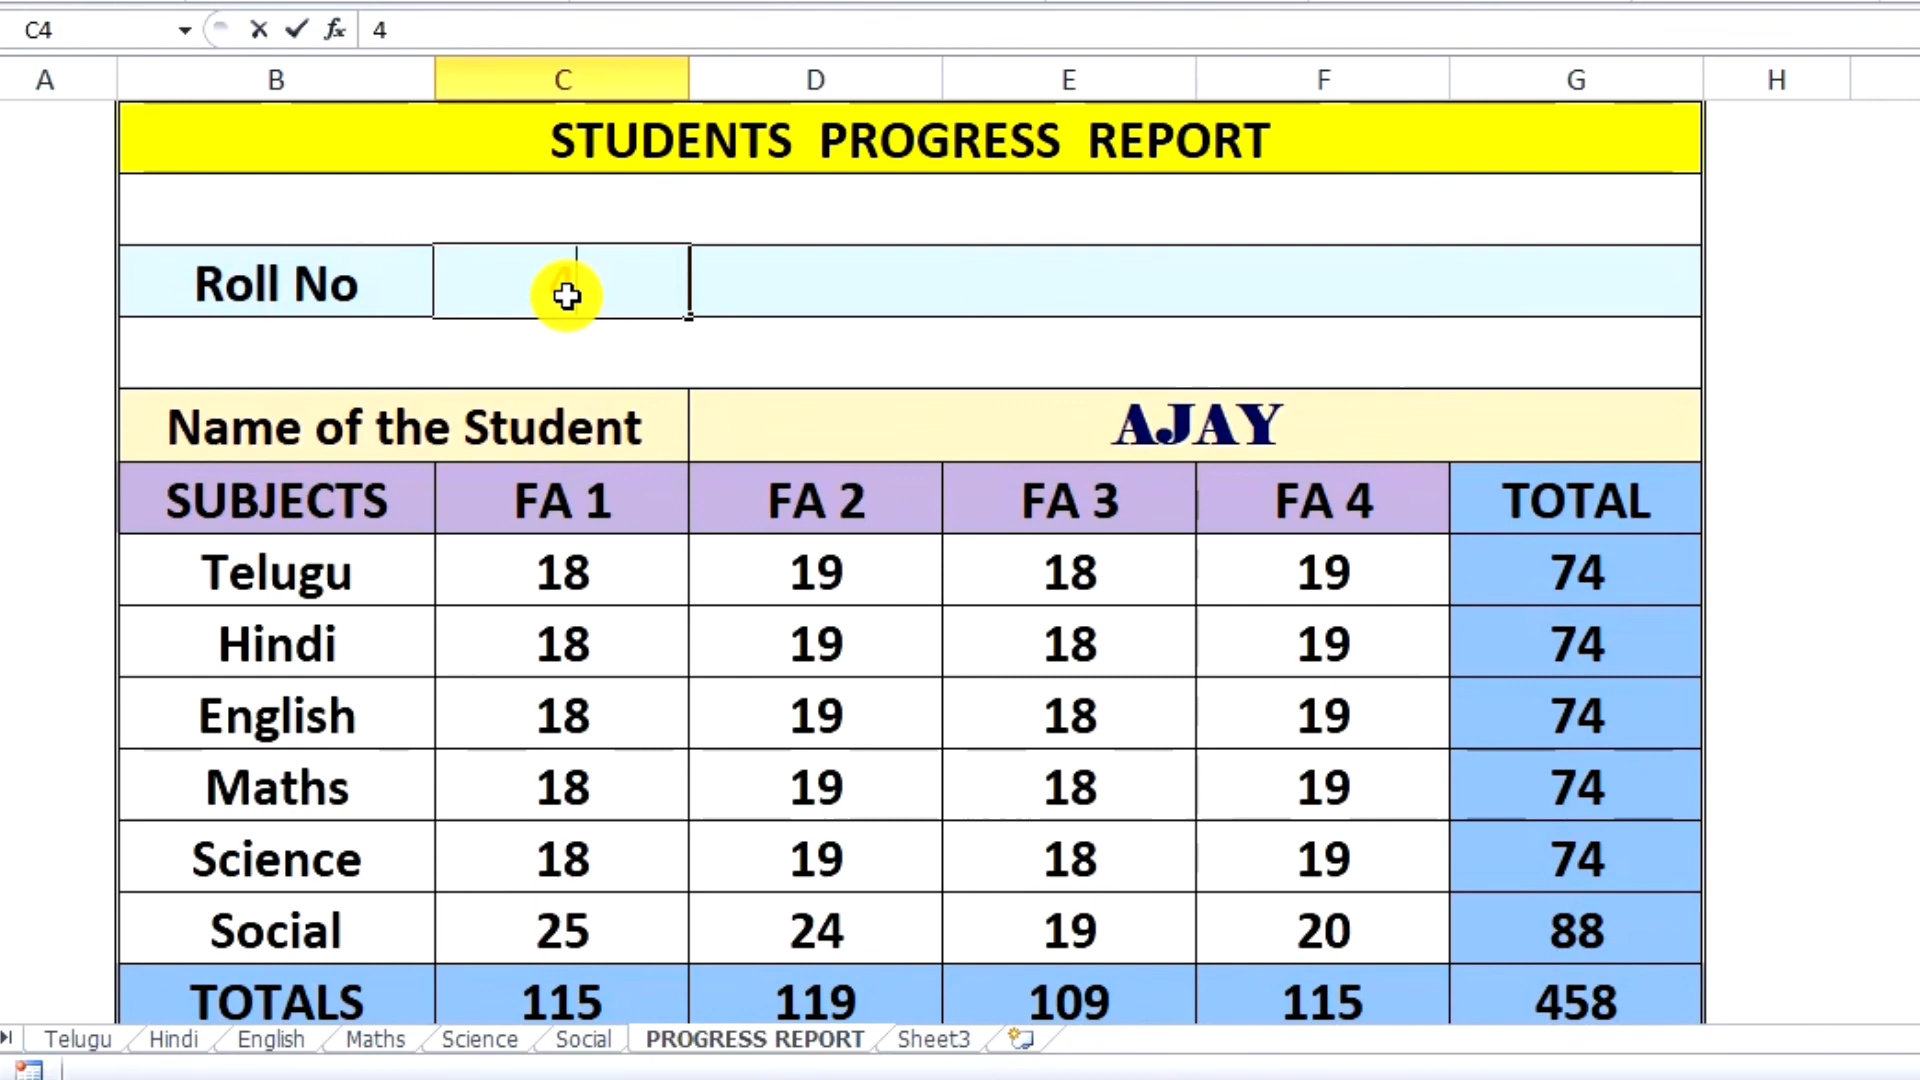 C4 fx 4
A B C D E F G H
STUDENTS PROGRESS REPORT
Roll No 4
Name of the Student AJAY
SUBJECTS FA 1 FA 2 FA 3 FA 4 TOTAL
Telugu 18 19 18 19 74
Hindi 18 19 18 19 74
English 18 19 18 19 74
Maths 18 19 18 19 74
Science 18 19 18 19 74
Social 25 24 19 20 88
TOTALS 115 119 109 115 458
Telugu Hindi English Maths Science Social PROGRESS REPORT Sheet3